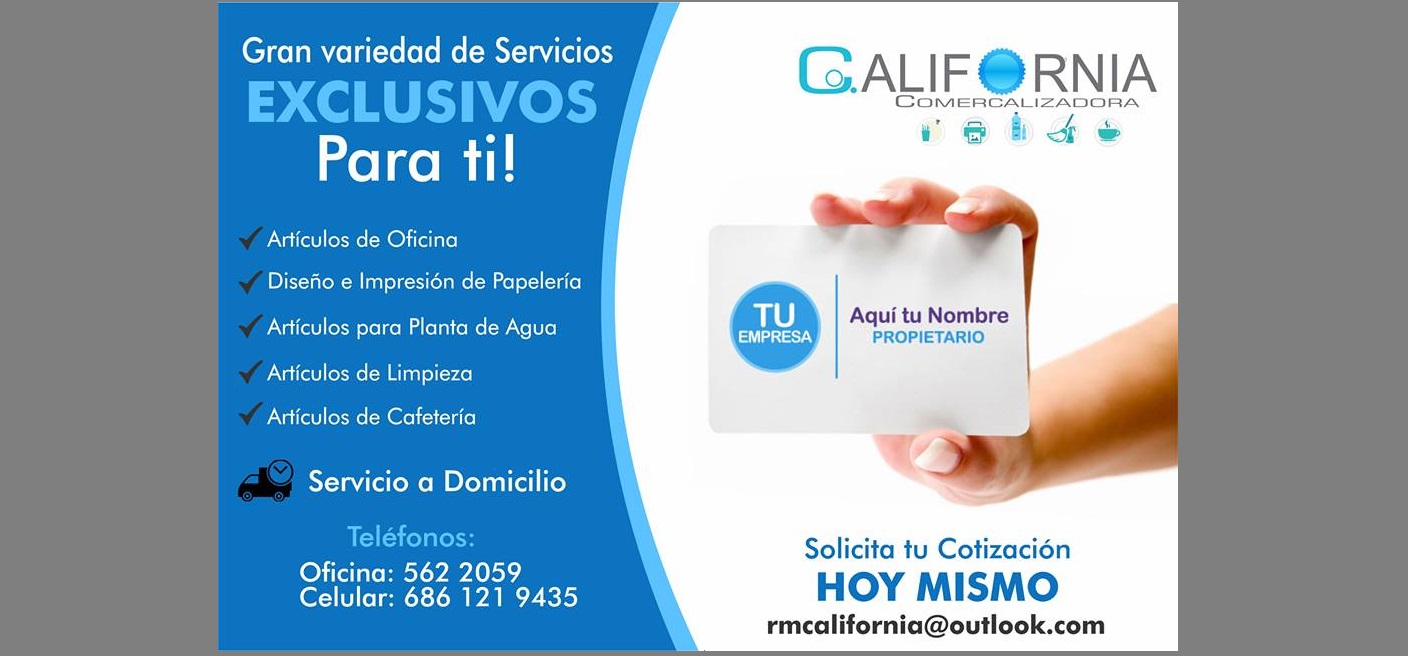 Gran variedad de Servicios
EXCLUSIVOS
Para ti!
Artículos de Oficina
Diseño e Impresión de Papelería
Artículos para Planta de Agua
Artículos de Limpieza
Artículos de Cafetería
Servicio a Domicilio
Teléfonos:
Oficina: 562 2059
Celular: 686 121 9435
C.ALIFORNIA
COMERCALIZADORA
TU
EMPRESA
Aquí tu Nombre
PROPIETARIO
Solicita tu Cotización
HOY MISMO
rmcalifornia@outlook.com